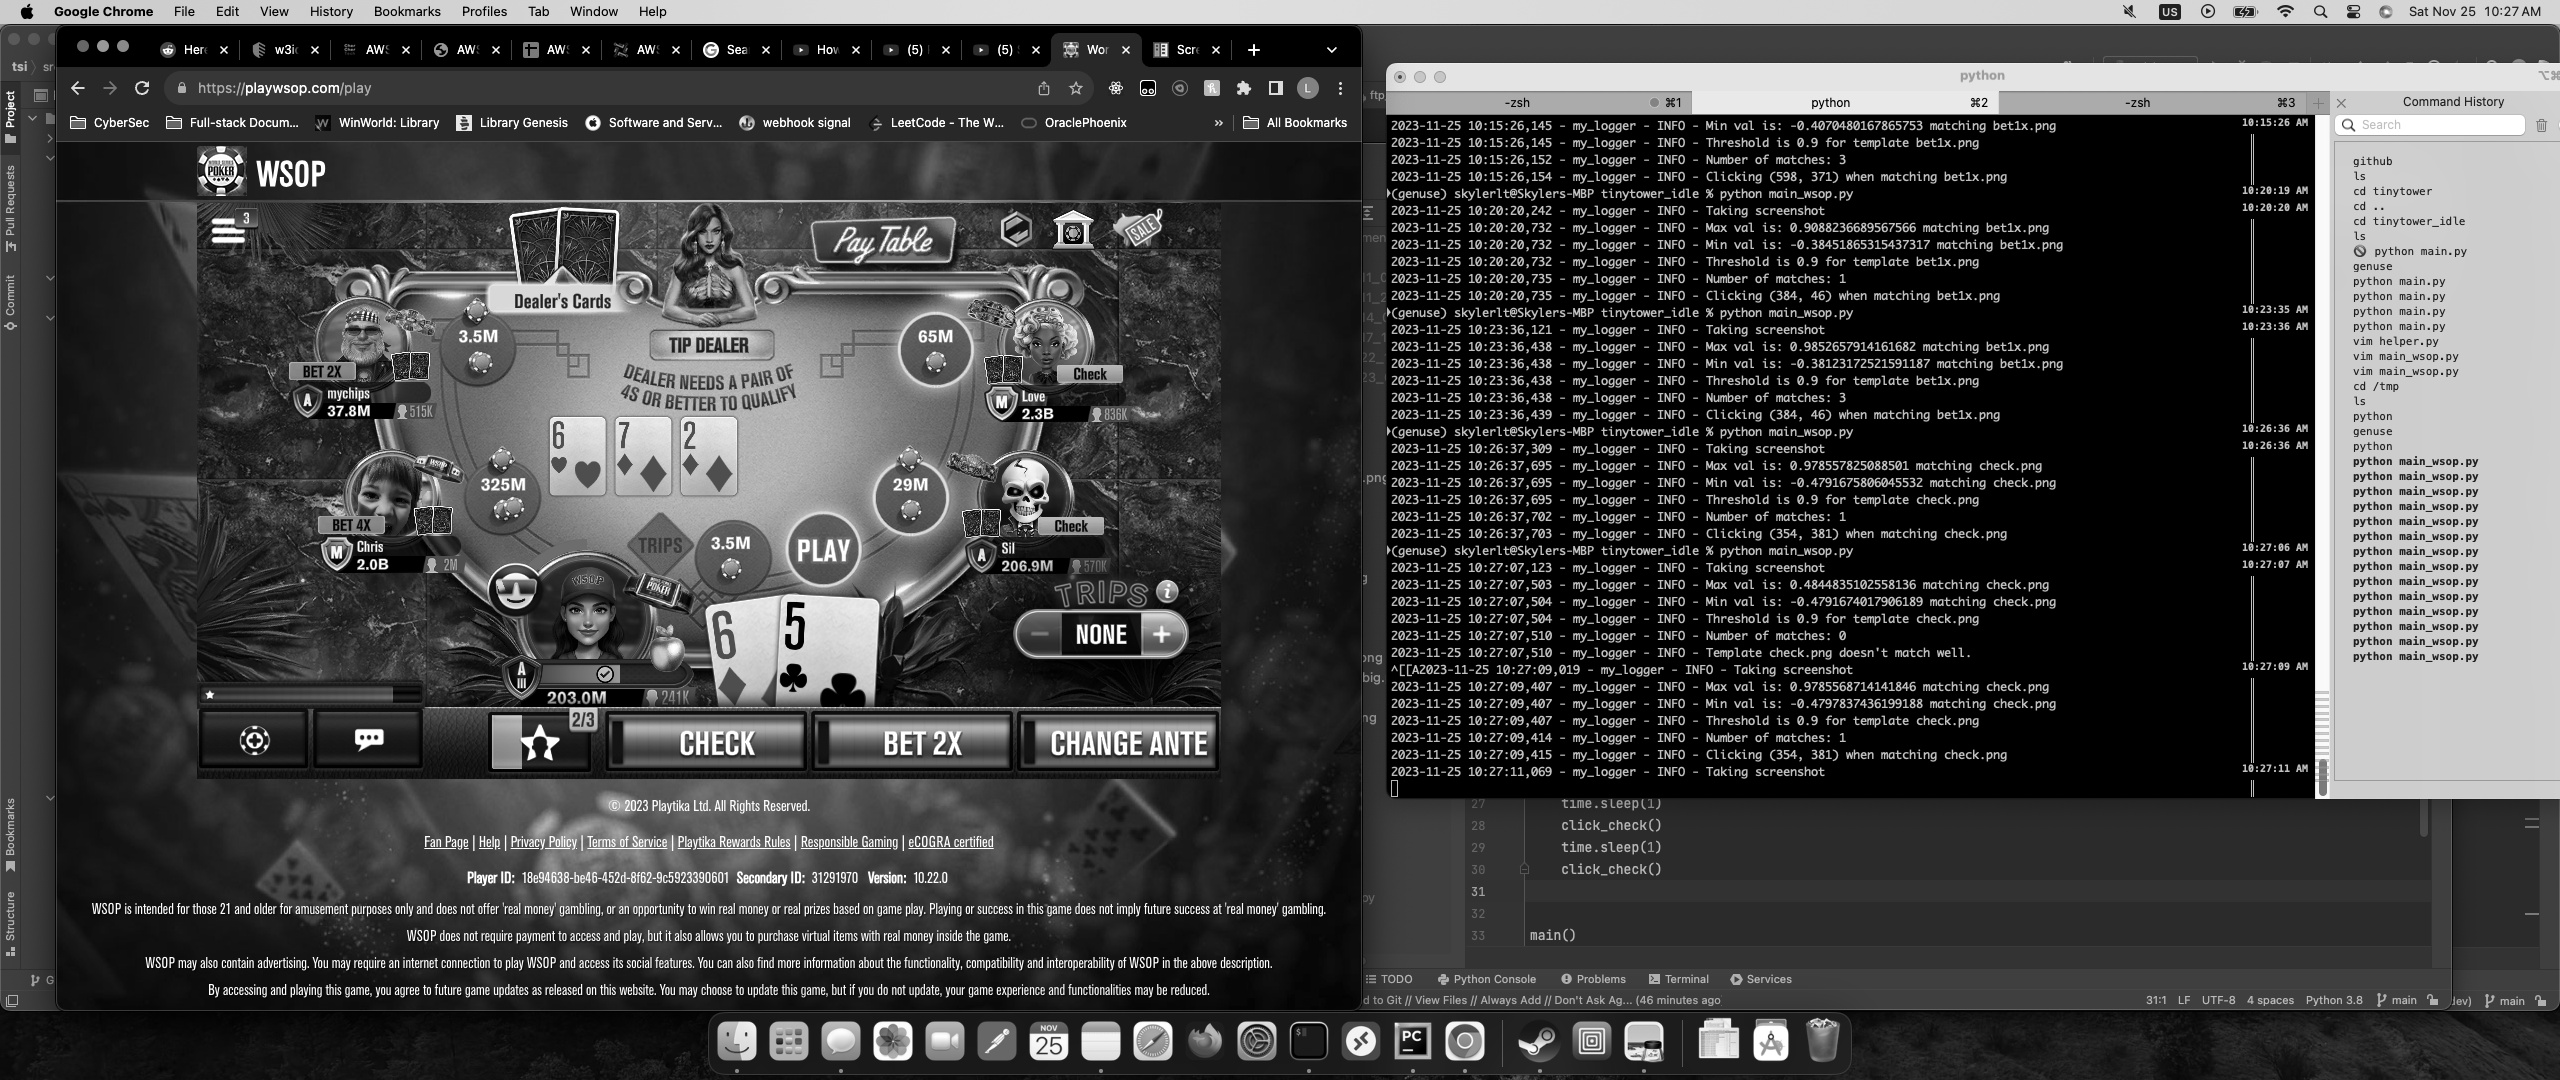 Google Chrome File Edit View History Bookmarks Profiles Tab Window Help
US
Sat Nov 25 10:27 AM
tsi
Project
Pull Requests
Commit
Bookmarks
Structure
Here
w3i
AWS
AWS
AWS
AWS
Sea
How
(5)
(5)
Wor
Scre
https://playwsop.com/play
L
CyberSec
Full-stack Docum...
WinWorld: Library
Library Genesis
Software and Serv...
webhook signal
LeetCode - The W...
OraclePhoenix
»
All Bookmarks
WORLD SERIES POKER
WSOP
3
Dealer's Cards
Pay Table
SALE
3.5M
65M
TIP DEALER
DEALER NEEDS A PAIR OF
4S OR BETTER TO QUALIFY
BET 2X
A
mychips
37.8M
515K
Check
M
Love
2.3B
836K
6
7
2
325M
29M
BET 4X
M
Chris
2.0B
2M
Check
A
Sil
206.9M
570K
TRIPS
3.5M
PLAY
WSOP
POKER
6
5
TRIPS
i
NONE
A
III
203.0M
241K
2/3
CHECK
BET 2X
CHANGE ANTE
© 2023 Playtika Ltd. All Rights Reserved.
Fan Page | Help | Privacy Policy | Terms of Service | Playtika Rewards Rules | Responsible Gaming | eCOGRA certified
Player ID: 18e94638-be46-452d-8f62-9c5923390601 Secondary ID: 31291970 Version: 10.22.0
WSOP is intended for those 21 and older for amusement purposes only and does not offer 'real money' gambling, or an opportunity to win real money or real prizes based on game play. Playing or success in this game does not imply future success at 'real money' gambling.
WSOP does not require payment to access and play, but it also allows you to purchase virtual items with real money inside the game.
WSOP may also contain advertising. You may require an internet connection to play WSOP and access its social features. You can also find more information about the functionality, compatibility and interoperability of WSOP in the above description.
By accessing and playing this game, you agree to future game updates as released on this website. You may choose to update this game, but if you do not update, your game experience and functionalities may be reduced.
python
-zsh ⌘1
python ⌘2
-zsh ⌘3
2023-11-25 10:15:26,145 - my_logger - INFO - Min val is: -0.4070480167865753 matching bet1x.png 10:15:26 AM
2023-11-25 10:15:26,145 - my_logger - INFO - Threshold is 0.9 for template bet1x.png
2023-11-25 10:15:26,152 - my_logger - INFO - Number of matches: 3
2023-11-25 10:15:26,154 - my_logger - INFO - Clicking (598, 371) when matching bet1x.png
(genuse) skylerlt@Skylers-MBP tinytower_idle % python main_wsop.py 10:20:19 AM
2023-11-25 10:20:20,242 - my_logger - INFO - Taking screenshot 10:20:20 AM
2023-11-25 10:20:20,732 - my_logger - INFO - Max val is: 0.9088236689567566 matching bet1x.png
2023-11-25 10:20:20,732 - my_logger - INFO - Min val is: -0.38451865315437317 matching bet1x.png
2023-11-25 10:20:20,732 - my_logger - INFO - Threshold is 0.9 for template bet1x.png
2023-11-25 10:20:20,735 - my_logger - INFO - Number of matches: 1
2023-11-25 10:20:20,735 - my_logger - INFO - Clicking (384, 46) when matching bet1x.png
(genuse) skylerlt@Skylers-MBP tinytower_idle % python main_wsop.py 10:23:35 AM
2023-11-25 10:23:36,121 - my_logger - INFO - Taking screenshot 10:23:36 AM
2023-11-25 10:23:36,438 - my_logger - INFO - Max val is: 0.9852657914161682 matching bet1x.png
2023-11-25 10:23:36,438 - my_logger - INFO - Min val is: -0.381231725215911​87 matching bet1x.png
2023-11-25 10:23:36,438 - my_logger - INFO - Threshold is 0.9 for template bet1x.png
2023-11-25 10:23:36,438 - my_logger - INFO - Number of matches: 3
2023-11-25 10:23:36,439 - my_logger - INFO - Clicking (384, 46) when matching bet1x.png
(genuse) skylerlt@Skylers-MBP tinytower_idle % python main_wsop.py 10:26:36 AM
2023-11-25 10:26:37,309 - my_logger - INFO - Taking screenshot 10:26:36 AM
2023-11-25 10:26:37,695 - my_logger - INFO - Max val is: 0.978557825088501 matching check.png
2023-11-25 10:26:37,695 - my_logger - INFO - Min val is: -0.4791675806045532 matching check.png
2023-11-25 10:26:37,695 - my_logger - INFO - Threshold is 0.9 for template check.png
2023-11-25 10:26:37,702 - my_logger - INFO - Number of matches: 1
2023-11-25 10:26:37,703 - my_logger - INFO - Clicking (354, 381) when matching check.png
(genuse) skylerlt@Skylers-MBP tinytower_idle % python main_wsop.py 10:27:06 AM
2023-11-25 10:27:07,123 - my_logger - INFO - Taking screenshot 10:27:07 AM
2023-11-25 10:27:07,503 - my_logger - INFO - Max val is: 0.4844835102558136 matching check.png
2023-11-25 10:27:07,504 - my_logger - INFO - Min val is: -0.4791674017906189 matching check.png
2023-11-25 10:27:07,504 - my_logger - INFO - Threshold is 0.9 for template check.png
2023-11-25 10:27:07,510 - my_logger - INFO - Number of matches: 0
2023-11-25 10:27:07,510 - my_logger - INFO - Template check.png doesn't match well.
^[[A2023-11-25 10:27:09,019 - my_logger - INFO - Taking screenshot 10:27:09 AM
2023-11-25 10:27:09,407 - my_logger - INFO - Max val is: 0.9785568714141846 matching check.png
2023-11-25 10:27:09,407 - my_logger - INFO - Min val is: -0.4797837436199188 matching check.png
2023-11-25 10:27:09,407 - my_logger - INFO - Threshold is 0.9 for template check.png
2023-11-25 10:27:09,414 - my_logger - INFO - Number of matches: 1
2023-11-25 10:27:09,415 - my_logger - INFO - Clicking (354, 381) when matching check.png
2023-11-25 10:27:11,069 - my_logger - INFO - Taking screenshot 10:27:11 AM
Command History
Search
github
ls
cd tinytower
cd ..
cd tinytower_idle
ls
python main.py
genuse
python main.py
python main.py
python main.py
python main.py
vim helper.py
vim main_wsop.py
vim main_wsop.py
cd /tmp
ls
python
genuse
python
python main_wsop.py
python main_wsop.py
python main_wsop.py
python main_wsop.py
python main_wsop.py
python main_wsop.py
python main_wsop.py
python main_wsop.py
python main_wsop.py
python main_wsop.py
python main_wsop.py
python main_wsop.py
python main_wsop.py
python main_wsop.py
27 time.sleep(1)
28 click_check()
29 time.sleep(1)
30 click_check()
31
32
33 main()
TODO Python Console Problems Terminal Services
d to Git // View Files // Always Add // Don't Ask Ag... (46 minutes ago
31:1 LF UTF-8 4 spaces Python 3.8 main
dev) main
NOV
25
PC